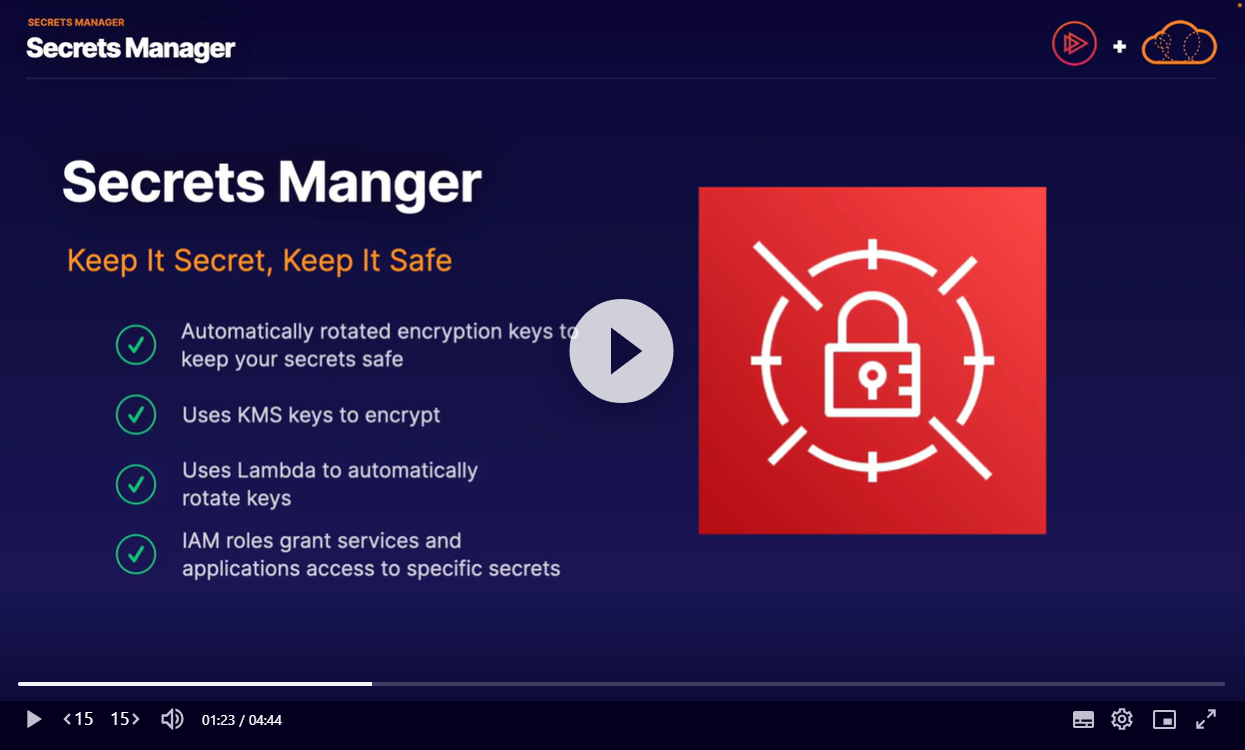 SECRETS MANAGER
Secrets Manager
Secrets Manger
Keep It Secret, Keep It Safe
Automatically rotated encryption keys to
keep your secrets safe
Uses KMS keys to encrypt
Uses Lambda to automatically
rotate keys
IAM roles grant services and
applications access to specific secrets
15 15 01:23 / 04:44